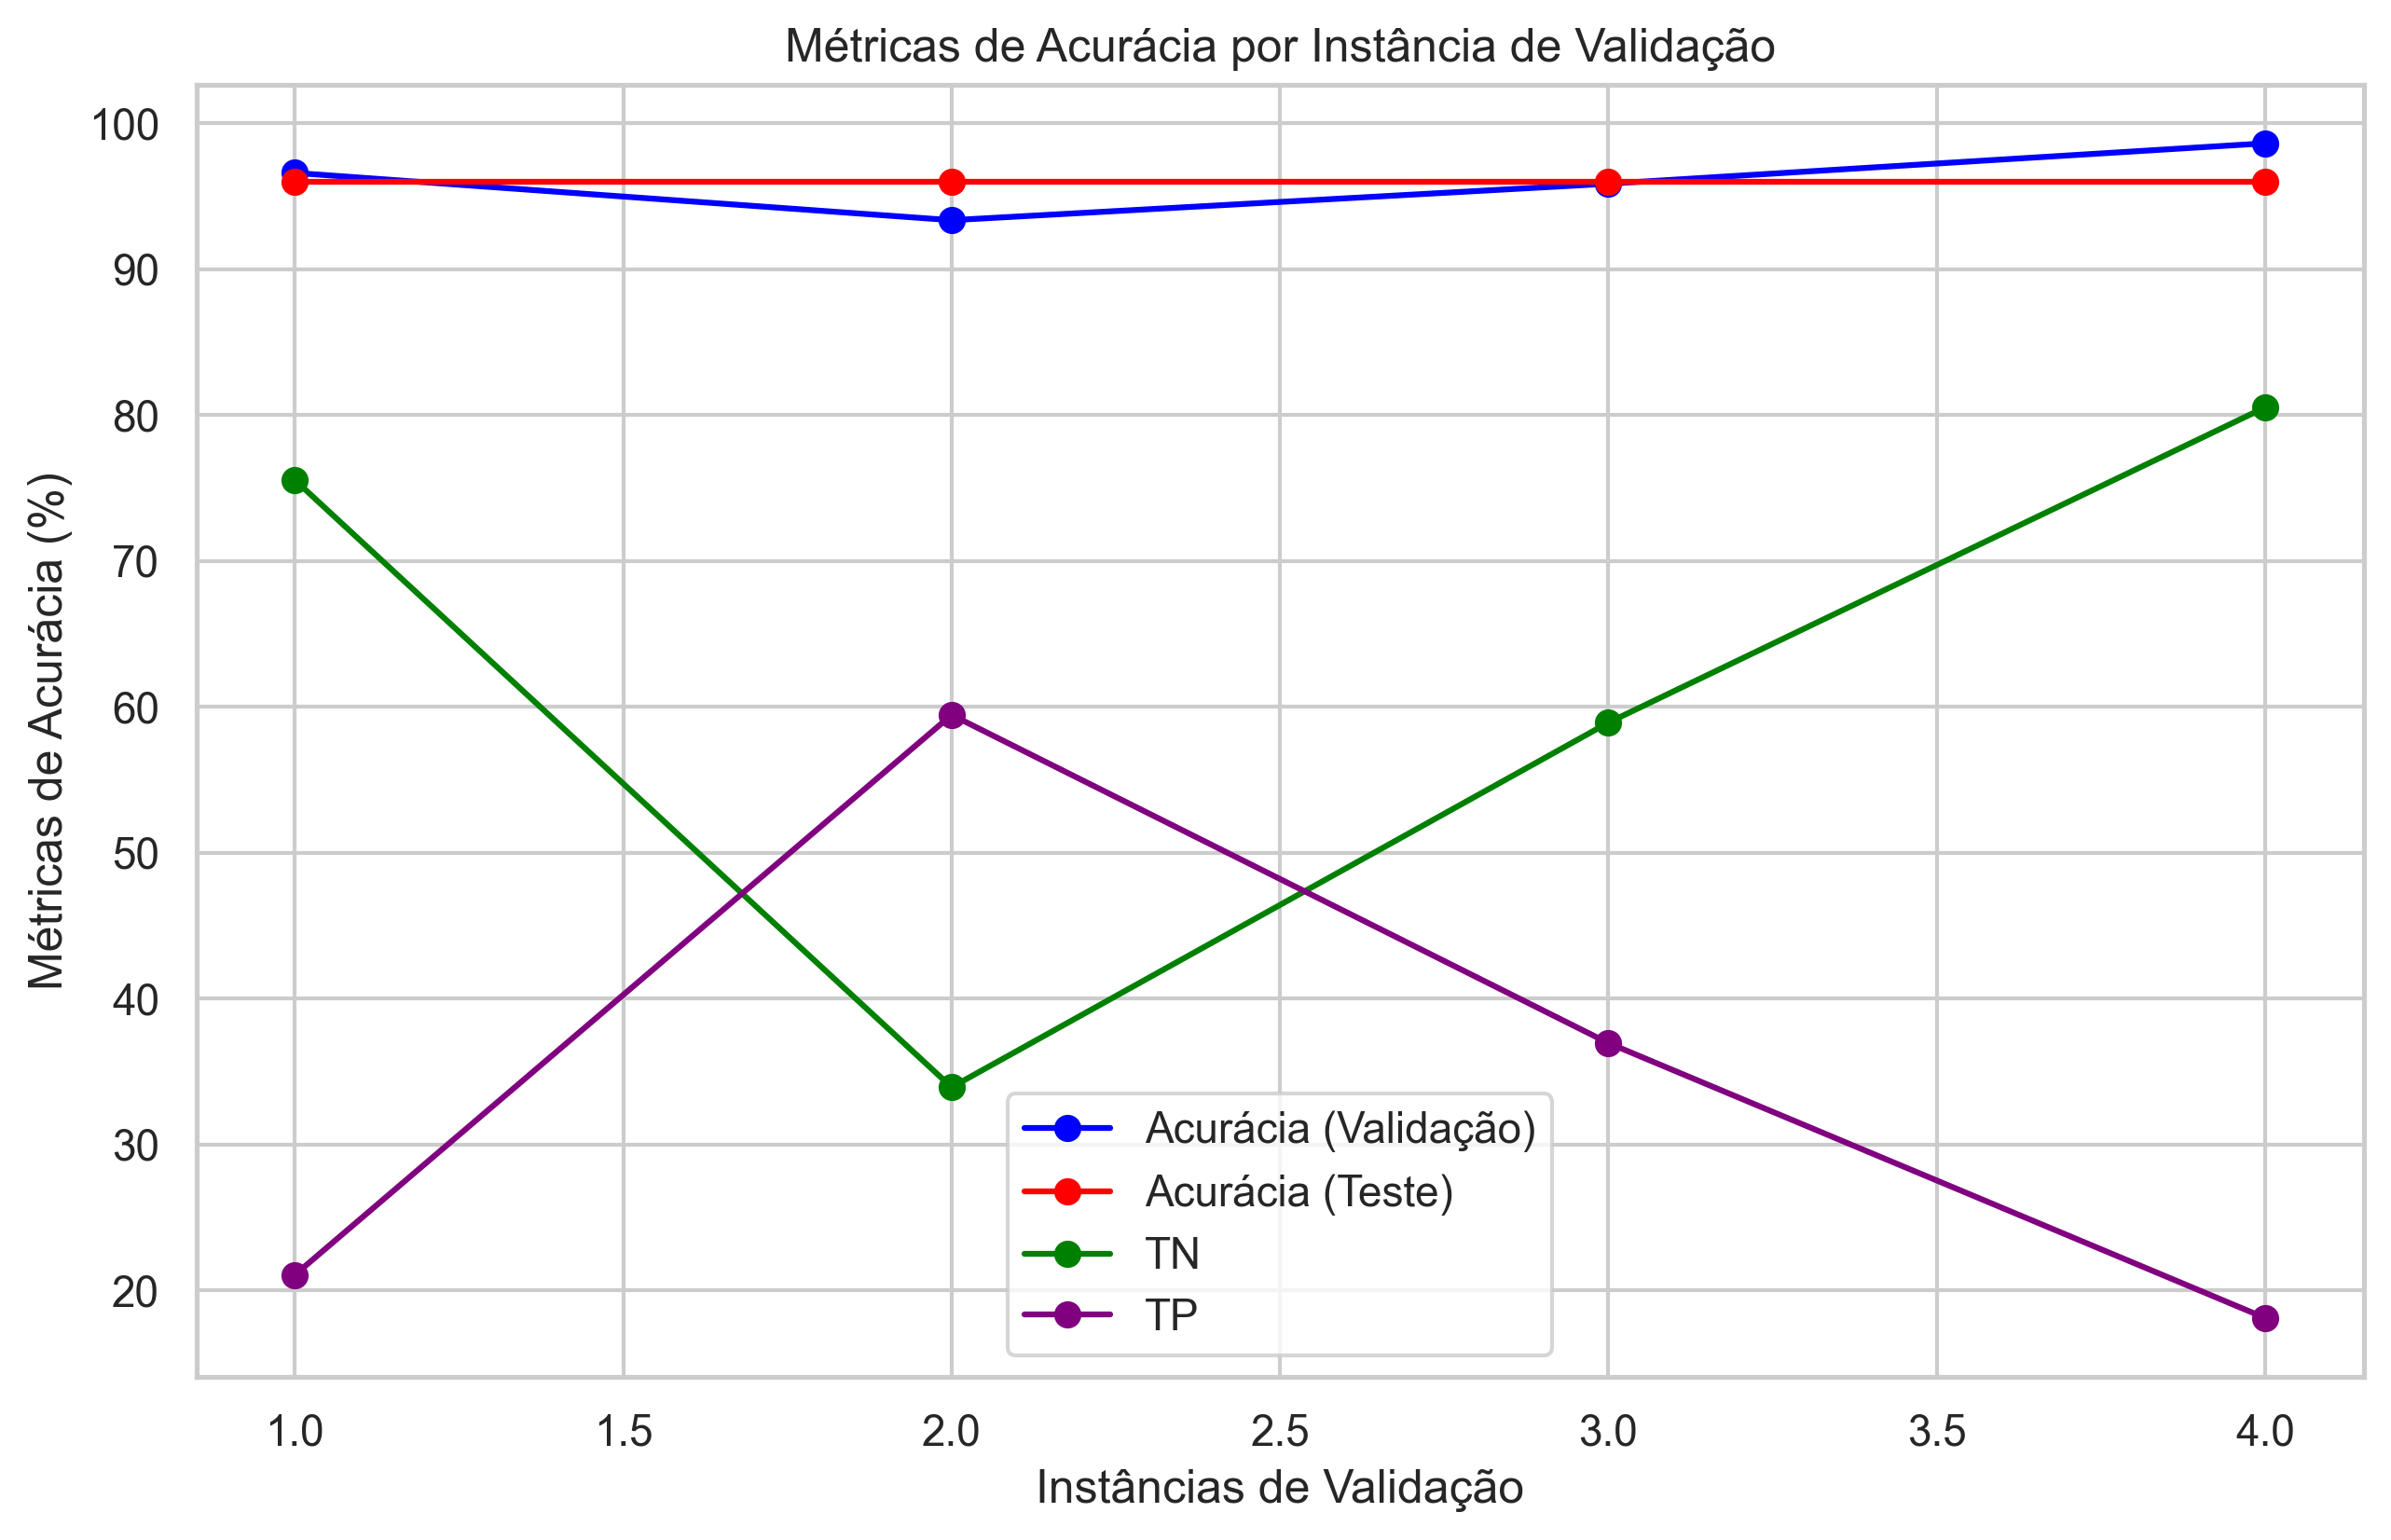 Métricas de Acurácia por Instância de Validação
Métricas de Acurácia (%)
100
90
80
70
60
50
40
30
20
Acurácia (Validação)
Acurácia (Teste)
TN
TP
1.0 1.5 2.0 2.5 3.0 3.5 4.0
Instâncias de Validação